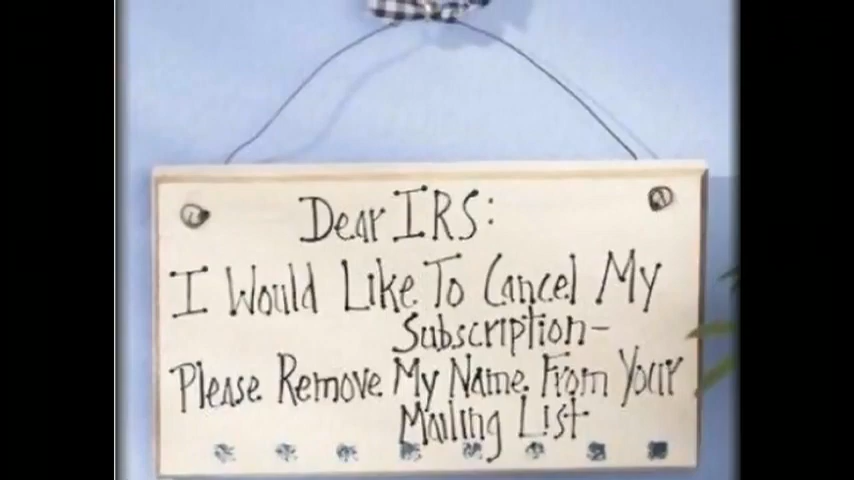 Dear IRS:
I Would Like To Cancel My
Subscription-
Please Remove My Name From Your
Mailing List